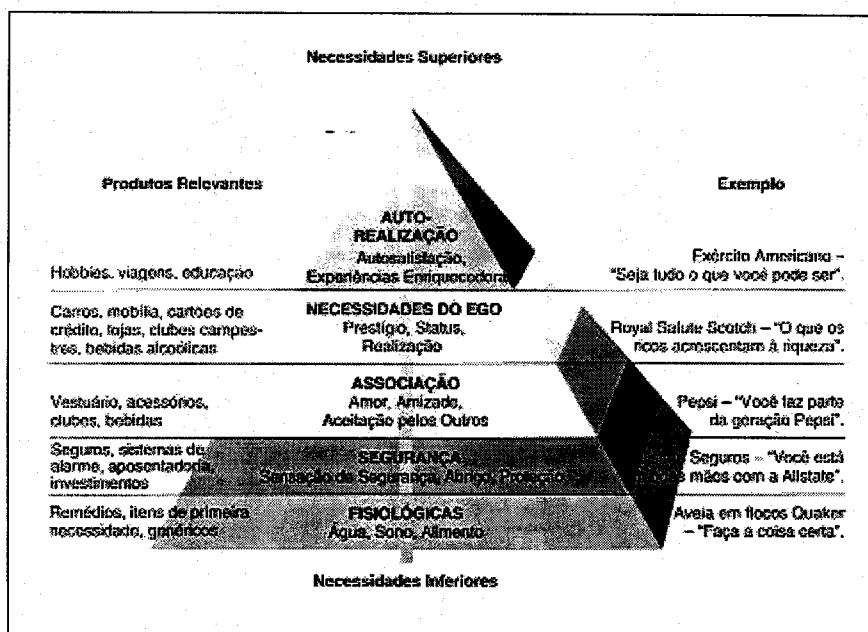 Necessidades Superiores
Produtos Relevantes
Exemplo
AUTO-
REALIZAÇÃO
Autosatisfação,
Experiências Enriquecedora
Hobbies, viagens, educação
Exército Americano –
"Seja tudo o que você pode ser".
Carros, mobília, cartões de
crédito, lojas, clubes campes-
tres, bebidas alcoólicas
NECESSIDADES DO EGO
Prestígio, Status,
Realização
Royal Salute Scotch – "O que os
ricos acrescentam à riqueza".
Vestuário, acessórios,
clubes, bebidas
ASSOCIAÇÃO
Amor, Amizade,
Aceitação pelos Outros
Pepsi – "Você faz parte
da geração Pepsi".
Seguros, sistemas de
alarme, aposentadoria,
investimentos
SEGURANÇA
Sensação de Segurança, Abrigo, Proteção
Seguros – "Você está
mãos com a Allstate".
Remédios, itens de primeira
necessidade, genéricos
FISIOLÓGICAS
Água, Sono, Alimento
Aveia em flocos Quaker
– "Faça a coisa certa".
Necessidades Inferiores